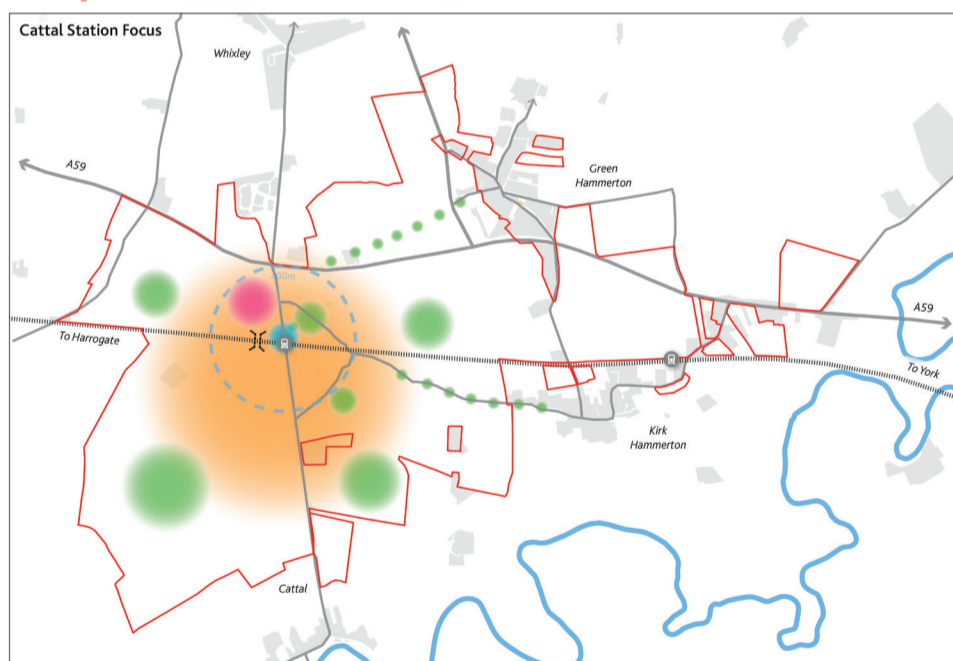 Cattal Station Focus
Whixley
A59
Green
Hammerton
A59
To Harrogate
To York
Kirk
Hammerton
Cattal